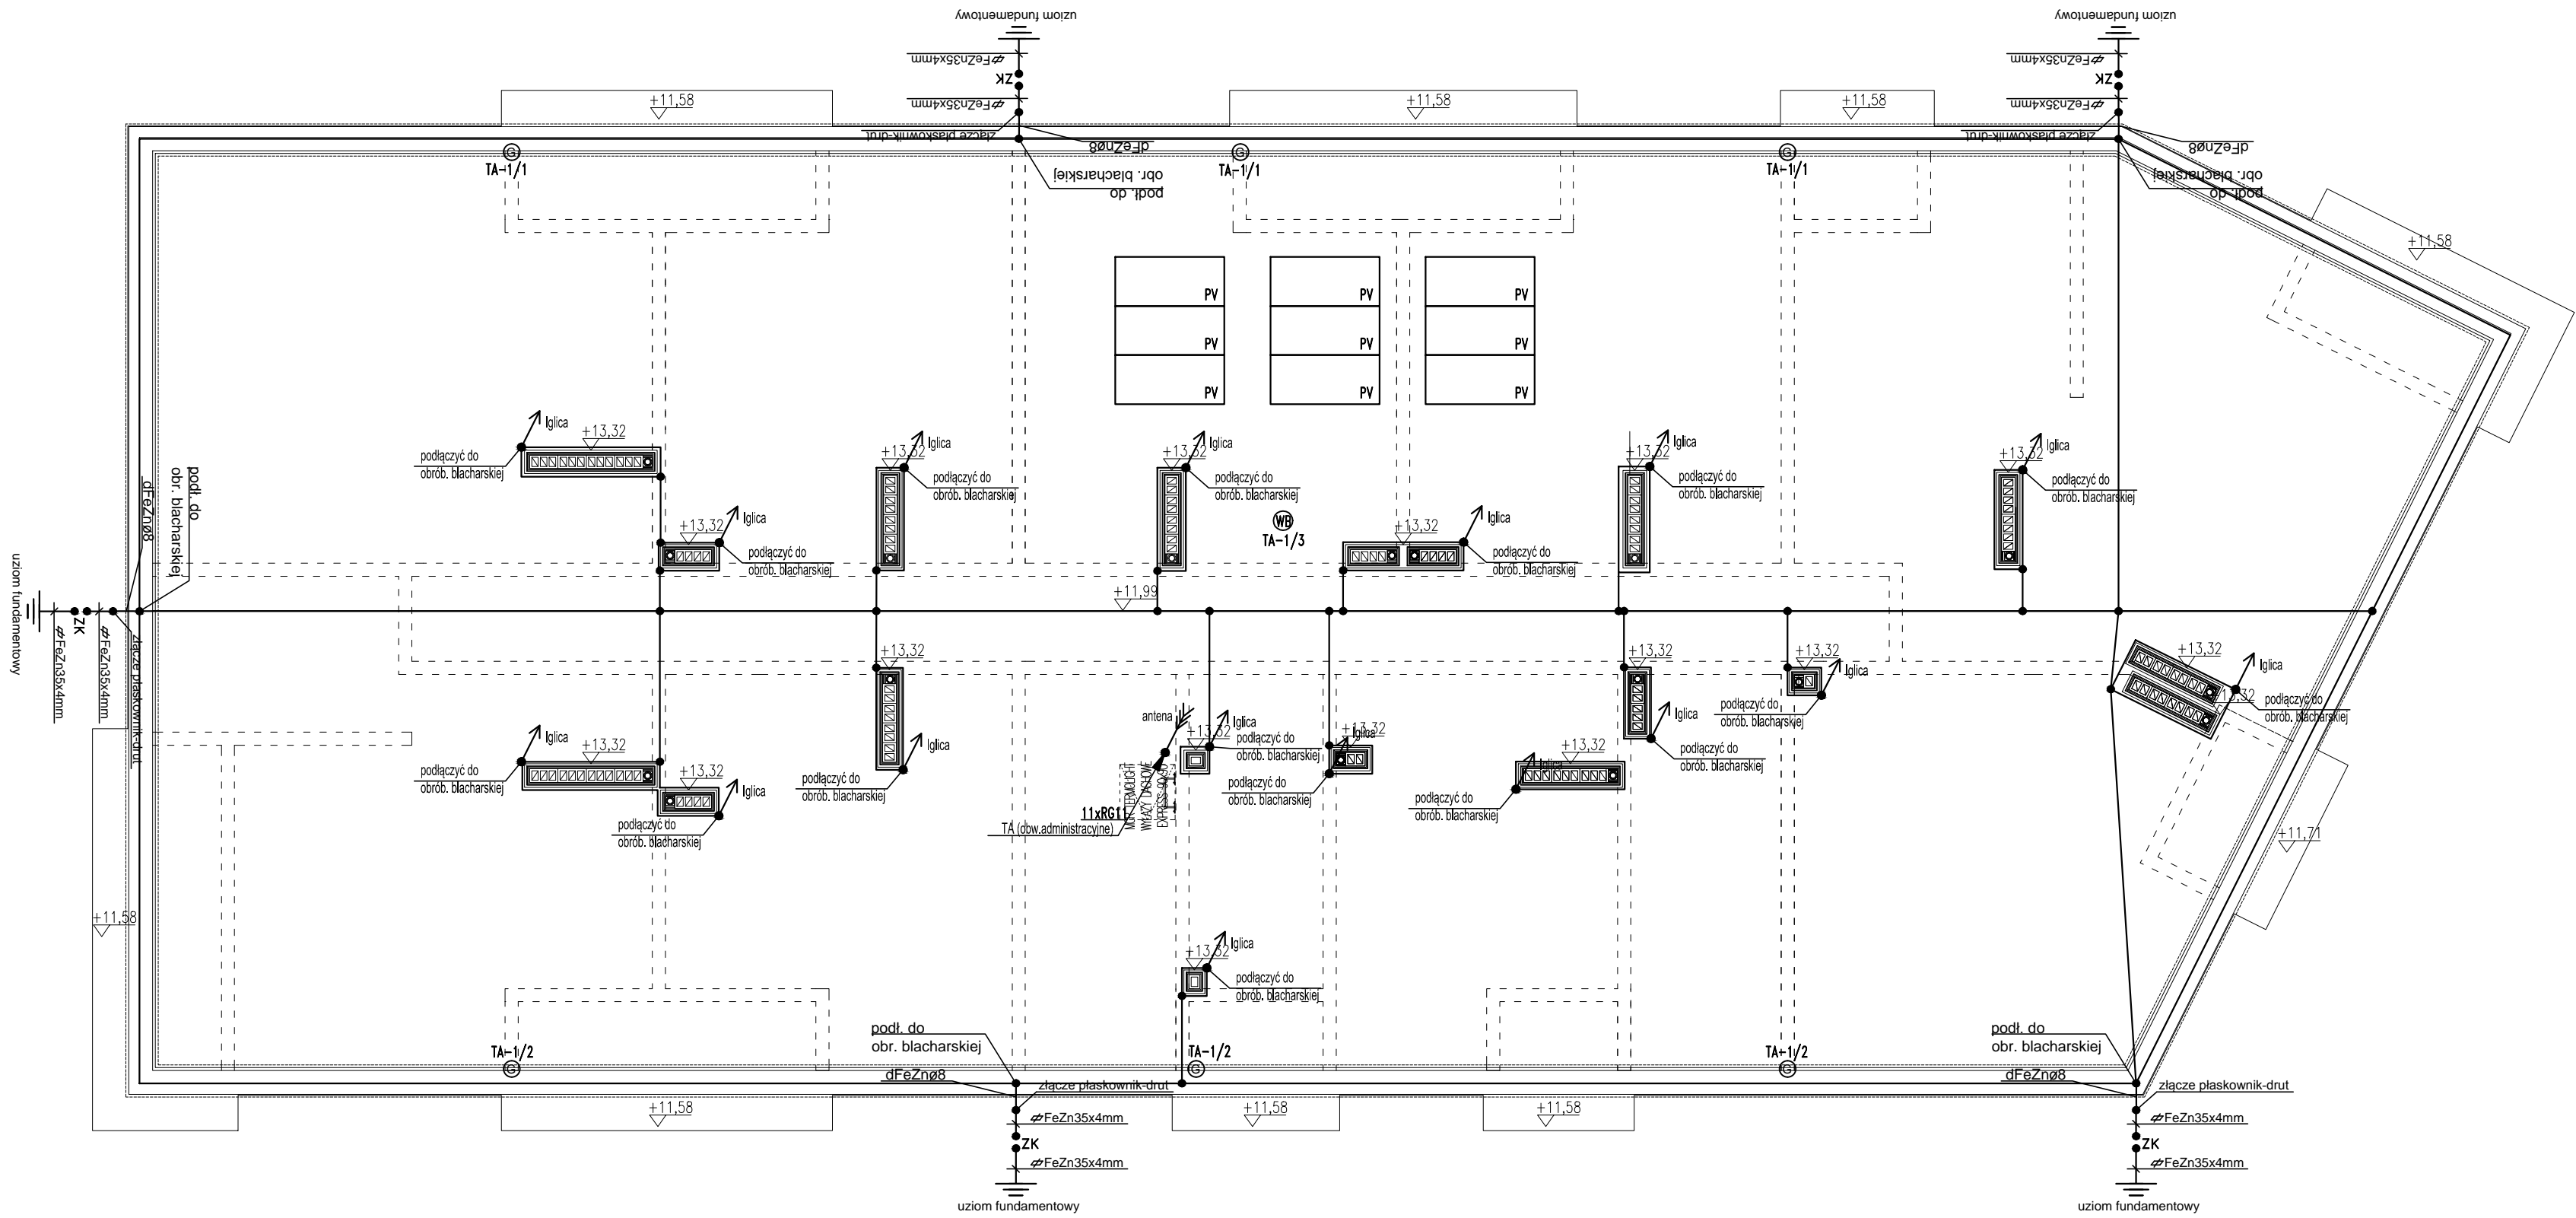 uziom fundamentowy
FeZn35x4mm
ZK
FeZn35x4mm
złącze płaskownik-drut
dFeZnø8
podł. do
obr. blacharskiej
uziom fundamentowy
FeZn35x4mm
ZK
FeZn35x4mm
złącze płaskownik-drut
dFeZnø8
podł. do
obr. blacharskiej
+11,58
+11,58
+11,58
+11,58
G
TA-1/1
G
TA-1/1
G
TA-1/1
PV
PV
PV
PV
PV
PV
PV
PV
PV
Iglica
+13,32
podłączyć do
obrób. blacharskiej
Iglica
+13,32
podłączyć do
obrób. blacharskiej
Iglica
+13,32
podłączyć do
obrób. blacharskiej
Iglica
+13,32
podłączyć do
obrób. blacharskiej
Iglica
+13,32
podłączyć do
obrób. blacharskiej
Iglica
+13,32
podłączyć do
obrób. blacharskiej
WB
TA-1/3
Iglica
+13,32
podłączyć do
obrób. blacharskiej
podł. do
obr. blacharskiej
dFeZnø8
uziom fundamentowy
ZK
FeZn35x4mm
FeZn35x4mm
złącze płaskownik-drut
+11,99
+13,32
Iglica
podłączyć do
obrób. blacharskiej
+13,32
Iglica
podłączyć do
obrób. blacharskiej
+13,32
Iglica
podłączyć do
obrób. blacharskiej
+13,32
+13,32
Iglica
podłączyć do
obrób. blacharskiej
Iglica
+13,32
podłączyć do
obrób. blacharskiej
+13,32
Iglica
podłączyć do
obrób. blacharskiej
antena
+13,32
Iglica
podłączyć do
obrób. blacharskiej
+13,32
Iglica
podłączyć do
obrób. blacharskiej
+13,32
Iglica
podłączyć do
obrób. blacharskiej
11xRG11
TA (obw.administracyjne)
WYŁAZY DACHOWE
+11,71
+11,58
+13,32
Iglica
podłączyć do
obrób. blacharskiej
TA-1/2
G
TA-1/2
G
TA-1/2
G
podł. do
obr. blacharskiej
dFeZnø8
złącze płaskownik-drut
FeZn35x4mm
ZK
FeZn35x4mm
uziom fundamentowy
podł. do
obr. blacharskiej
dFeZnø8
złącze płaskownik-drut
FeZn35x4mm
ZK
FeZn35x4mm
uziom fundamentowy
+11,58
+11,58
+11,58